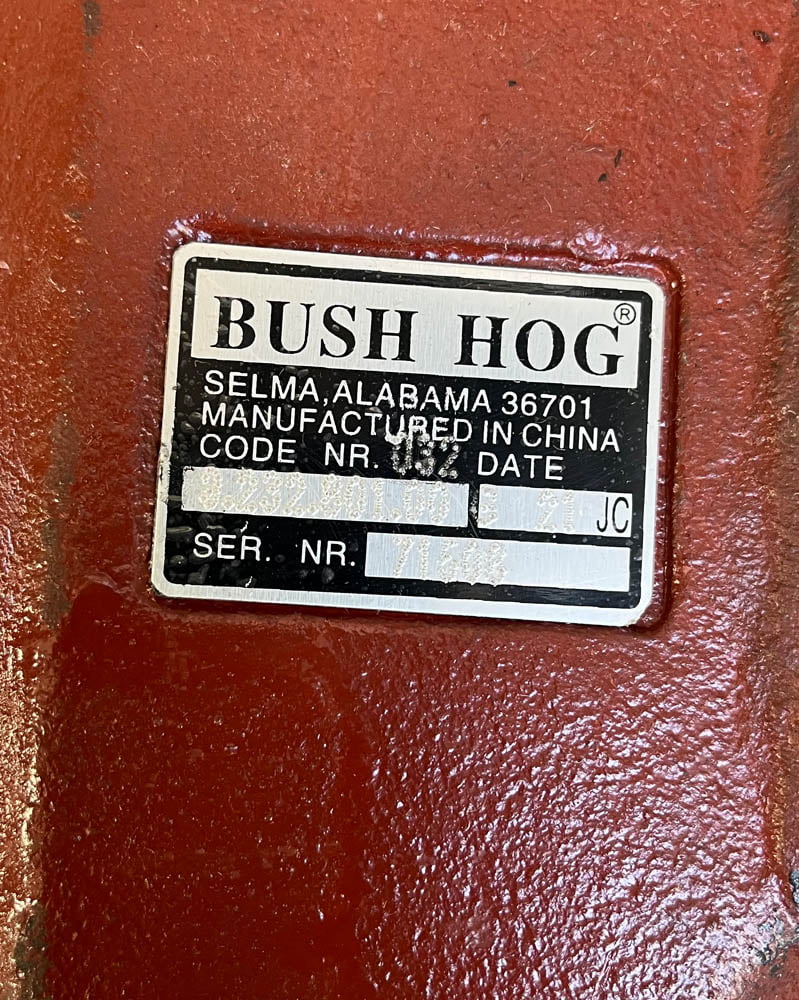 BUSH HOG®
SELMA, ALABAMA 36701
MANUFACTURED IN CHINA
CODE NR. 032 DATE
JC
SER. NR.